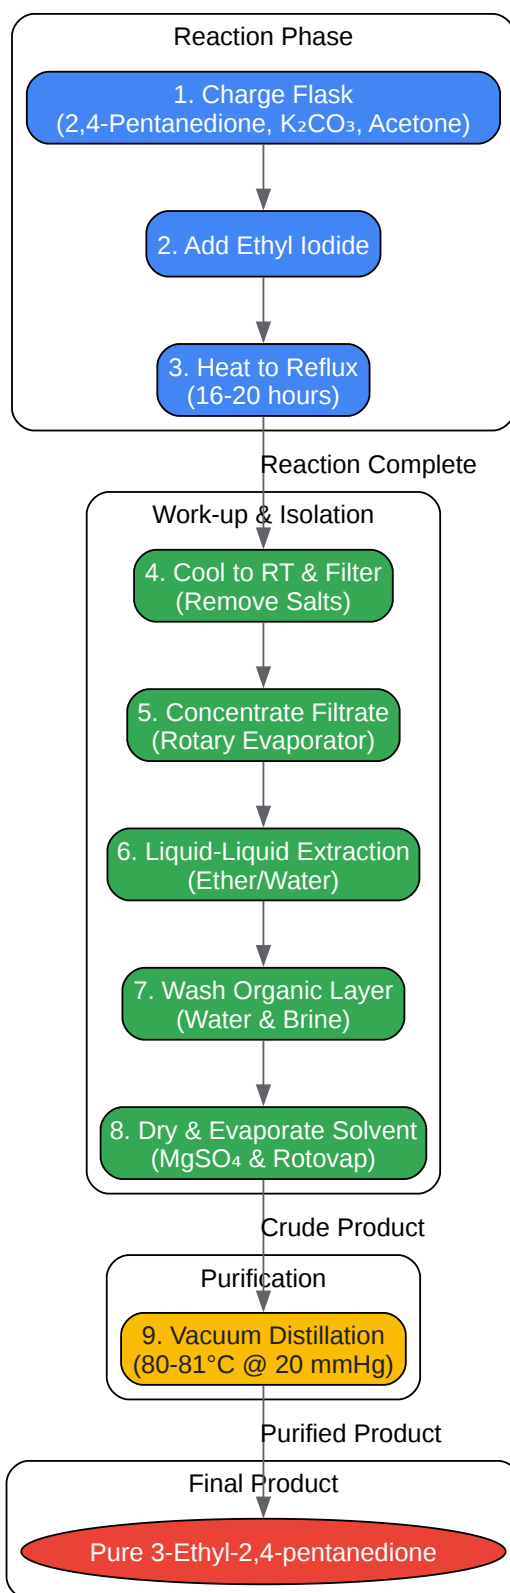 Reaction Phase
1. Charge Flask
(2,4-Pentanedione, K₂CO₃, Acetone)
2. Add Ethyl Iodide
3. Heat to Reflux
(16-20 hours)
Reaction Complete
Work-up & Isolation
4. Cool to RT & Filter
(Remove Salts)
5. Concentrate Filtrate
(Rotary Evaporator)
6. Liquid-Liquid Extraction
(Ether/Water)
7. Wash Organic Layer
(Water & Brine)
8. Dry & Evaporate Solvent
(MgSO₄ & Rotovap)
Crude Product
Purification
9. Vacuum Distillation
(80-81°C @ 20 mmHg)
Purified Product
Final Product
Pure 3-Ethyl-2,4-pentanedione